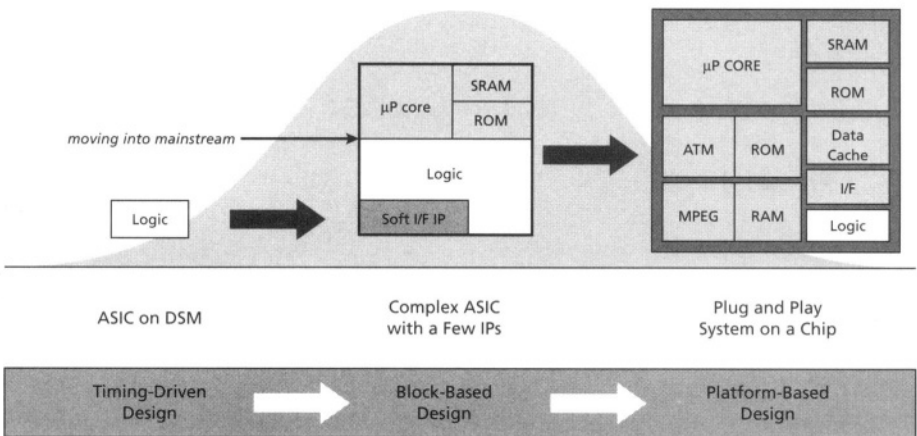 moving into mainstream
Logic
μP core
SRAM
ROM
Logic
Soft I/F IP
μP CORE
SRAM
ROM
ATM
ROM
Data
Cache
I/F
MPEG
RAM
Logic
ASIC on DSM
Complex ASIC
with a Few IPs
Plug and Play
System on a Chip
Timing-Driven
Design
Block-Based
Design
Platform-Based
Design